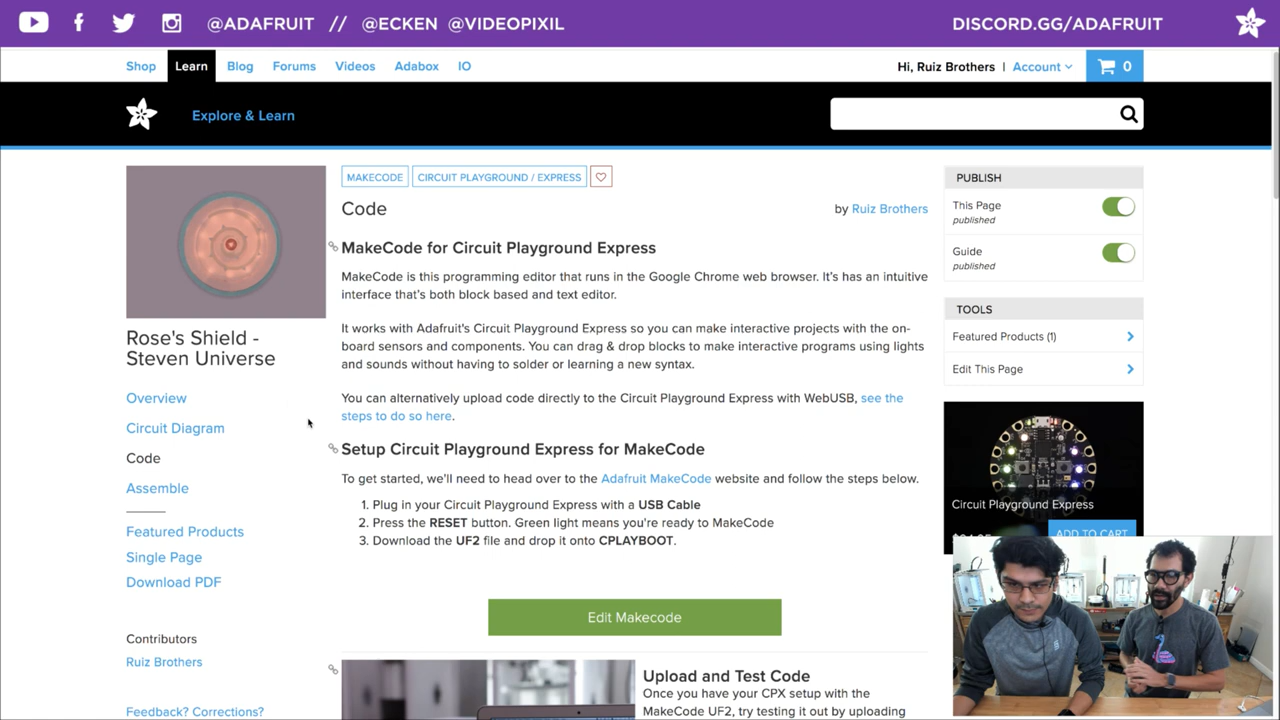 @ADAFRUIT // @ECKEN @VIDEOPIXIL
DISCORD.GG/ADAFRUIT
Shop Learn Blog Forums Videos Adabox IO
Hi, Ruiz Brothers | Account 0
Explore & Learn
MAKECODE CIRCUIT PLAYGROUND / EXPRESS
Code
by Ruiz Brothers
MakeCode for Circuit Playground Express
MakeCode is this programming editor that runs in the Google Chrome web browser. It's has an intuitive
interface that's both block based and text editor.
It works with Adafruit's Circuit Playground Express so you can make interactive projects with the on-
board sensors and components. You can drag & drop blocks to make interactive programs using lights
and sounds without having to solder or learning a new syntax.
You can alternatively upload code directly to the Circuit Playground Express with WebUSB, see the
steps to do so here.
Setup Circuit Playground Express for MakeCode
To get started, we'll need to head over to the Adafruit MakeCode website and follow the steps below.
1. Plug in your Circuit Playground Express with a USB Cable
2. Press the RESET button. Green light means you're ready to MakeCode
3. Download the UF2 file and drop it onto CPLAYBOOT.
Edit Makecode
Upload and Test Code
Once you have your CPX setup with the
MakeCode UF2, try testing it out by uploading
Rose's Shield -
Steven Universe
Overview
Circuit Diagram
Code
Assemble
Featured Products
Single Page
Download PDF
Contributors
Ruiz Brothers
Feedback? Corrections?
PUBLISH
This Page
published
Guide
published
TOOLS
Featured Products (1)
Edit This Page
Circuit Playground Express
ADD TO CART